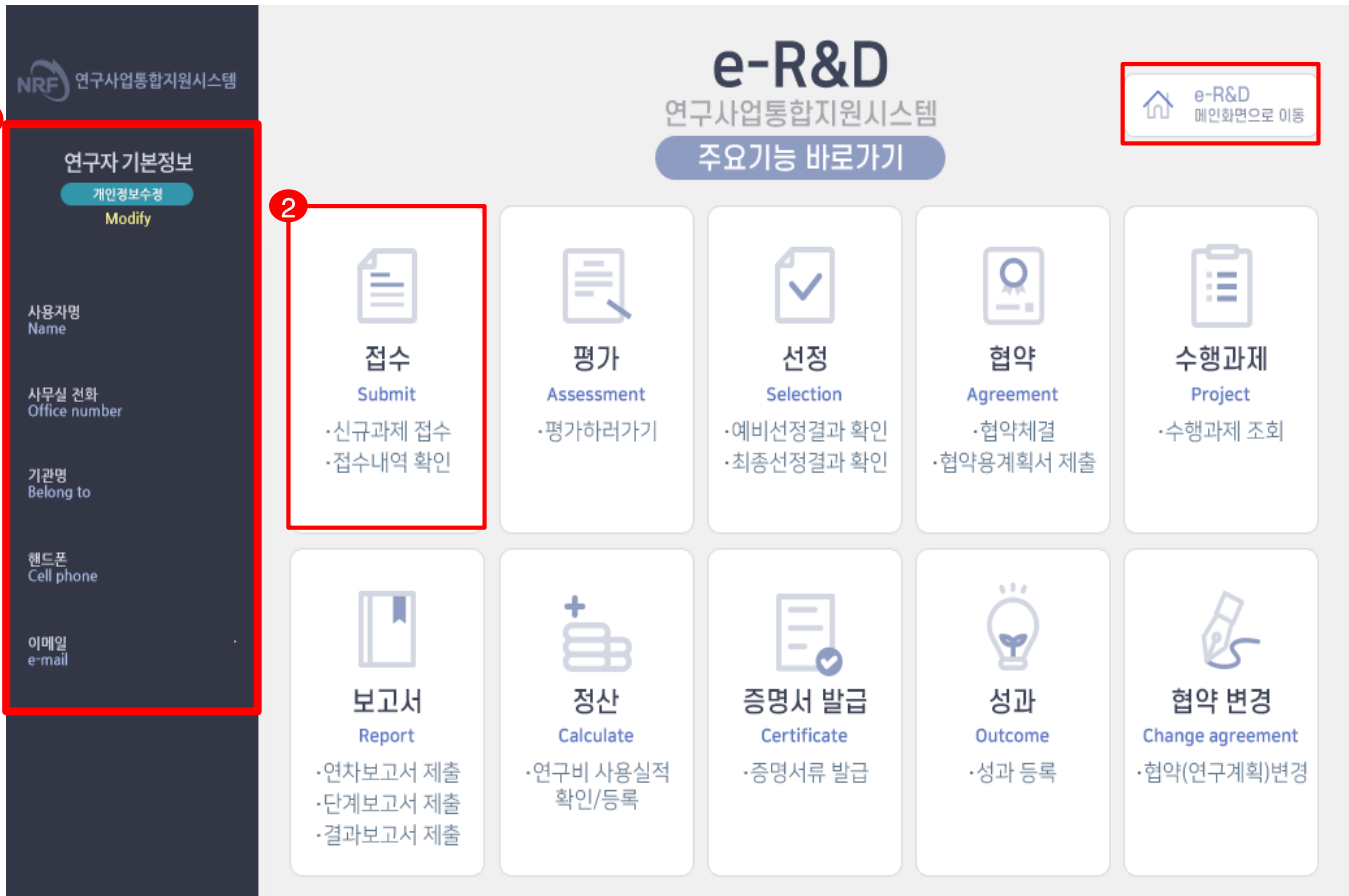 NRF 연구사업통합지원시스템
연구자 기본정보
개인정보수정
Modify
사용자명
Name
사무실 전화
Office number
기관명
Belong to
핸드폰
Cell phone
이메일
e-mail
e-R&D
연구사업통합지원시스템
주요기능 바로가기
e-R&D
메인화면으로 이동
2
접수
Submit
·신규과제 접수
·접수내역 확인
평가
Assessment
·평가하러가기
선정
Selection
·예비선정결과 확인
·최종선정결과 확인
협약
Agreement
·협약체결
·협약용계획서 제출
수행과제
Project
·수행과제 조회
보고서
Report
·연차보고서 제출
·단계보고서 제출
·결과보고서 제출
정산
Calculate
·연구비 사용실적
확인/등록
증명서 발급
Certificate
·증명서류 발급
성과
Outcome
·성과 등록
협약 변경
Change agreement
·협약(연구계획)변경